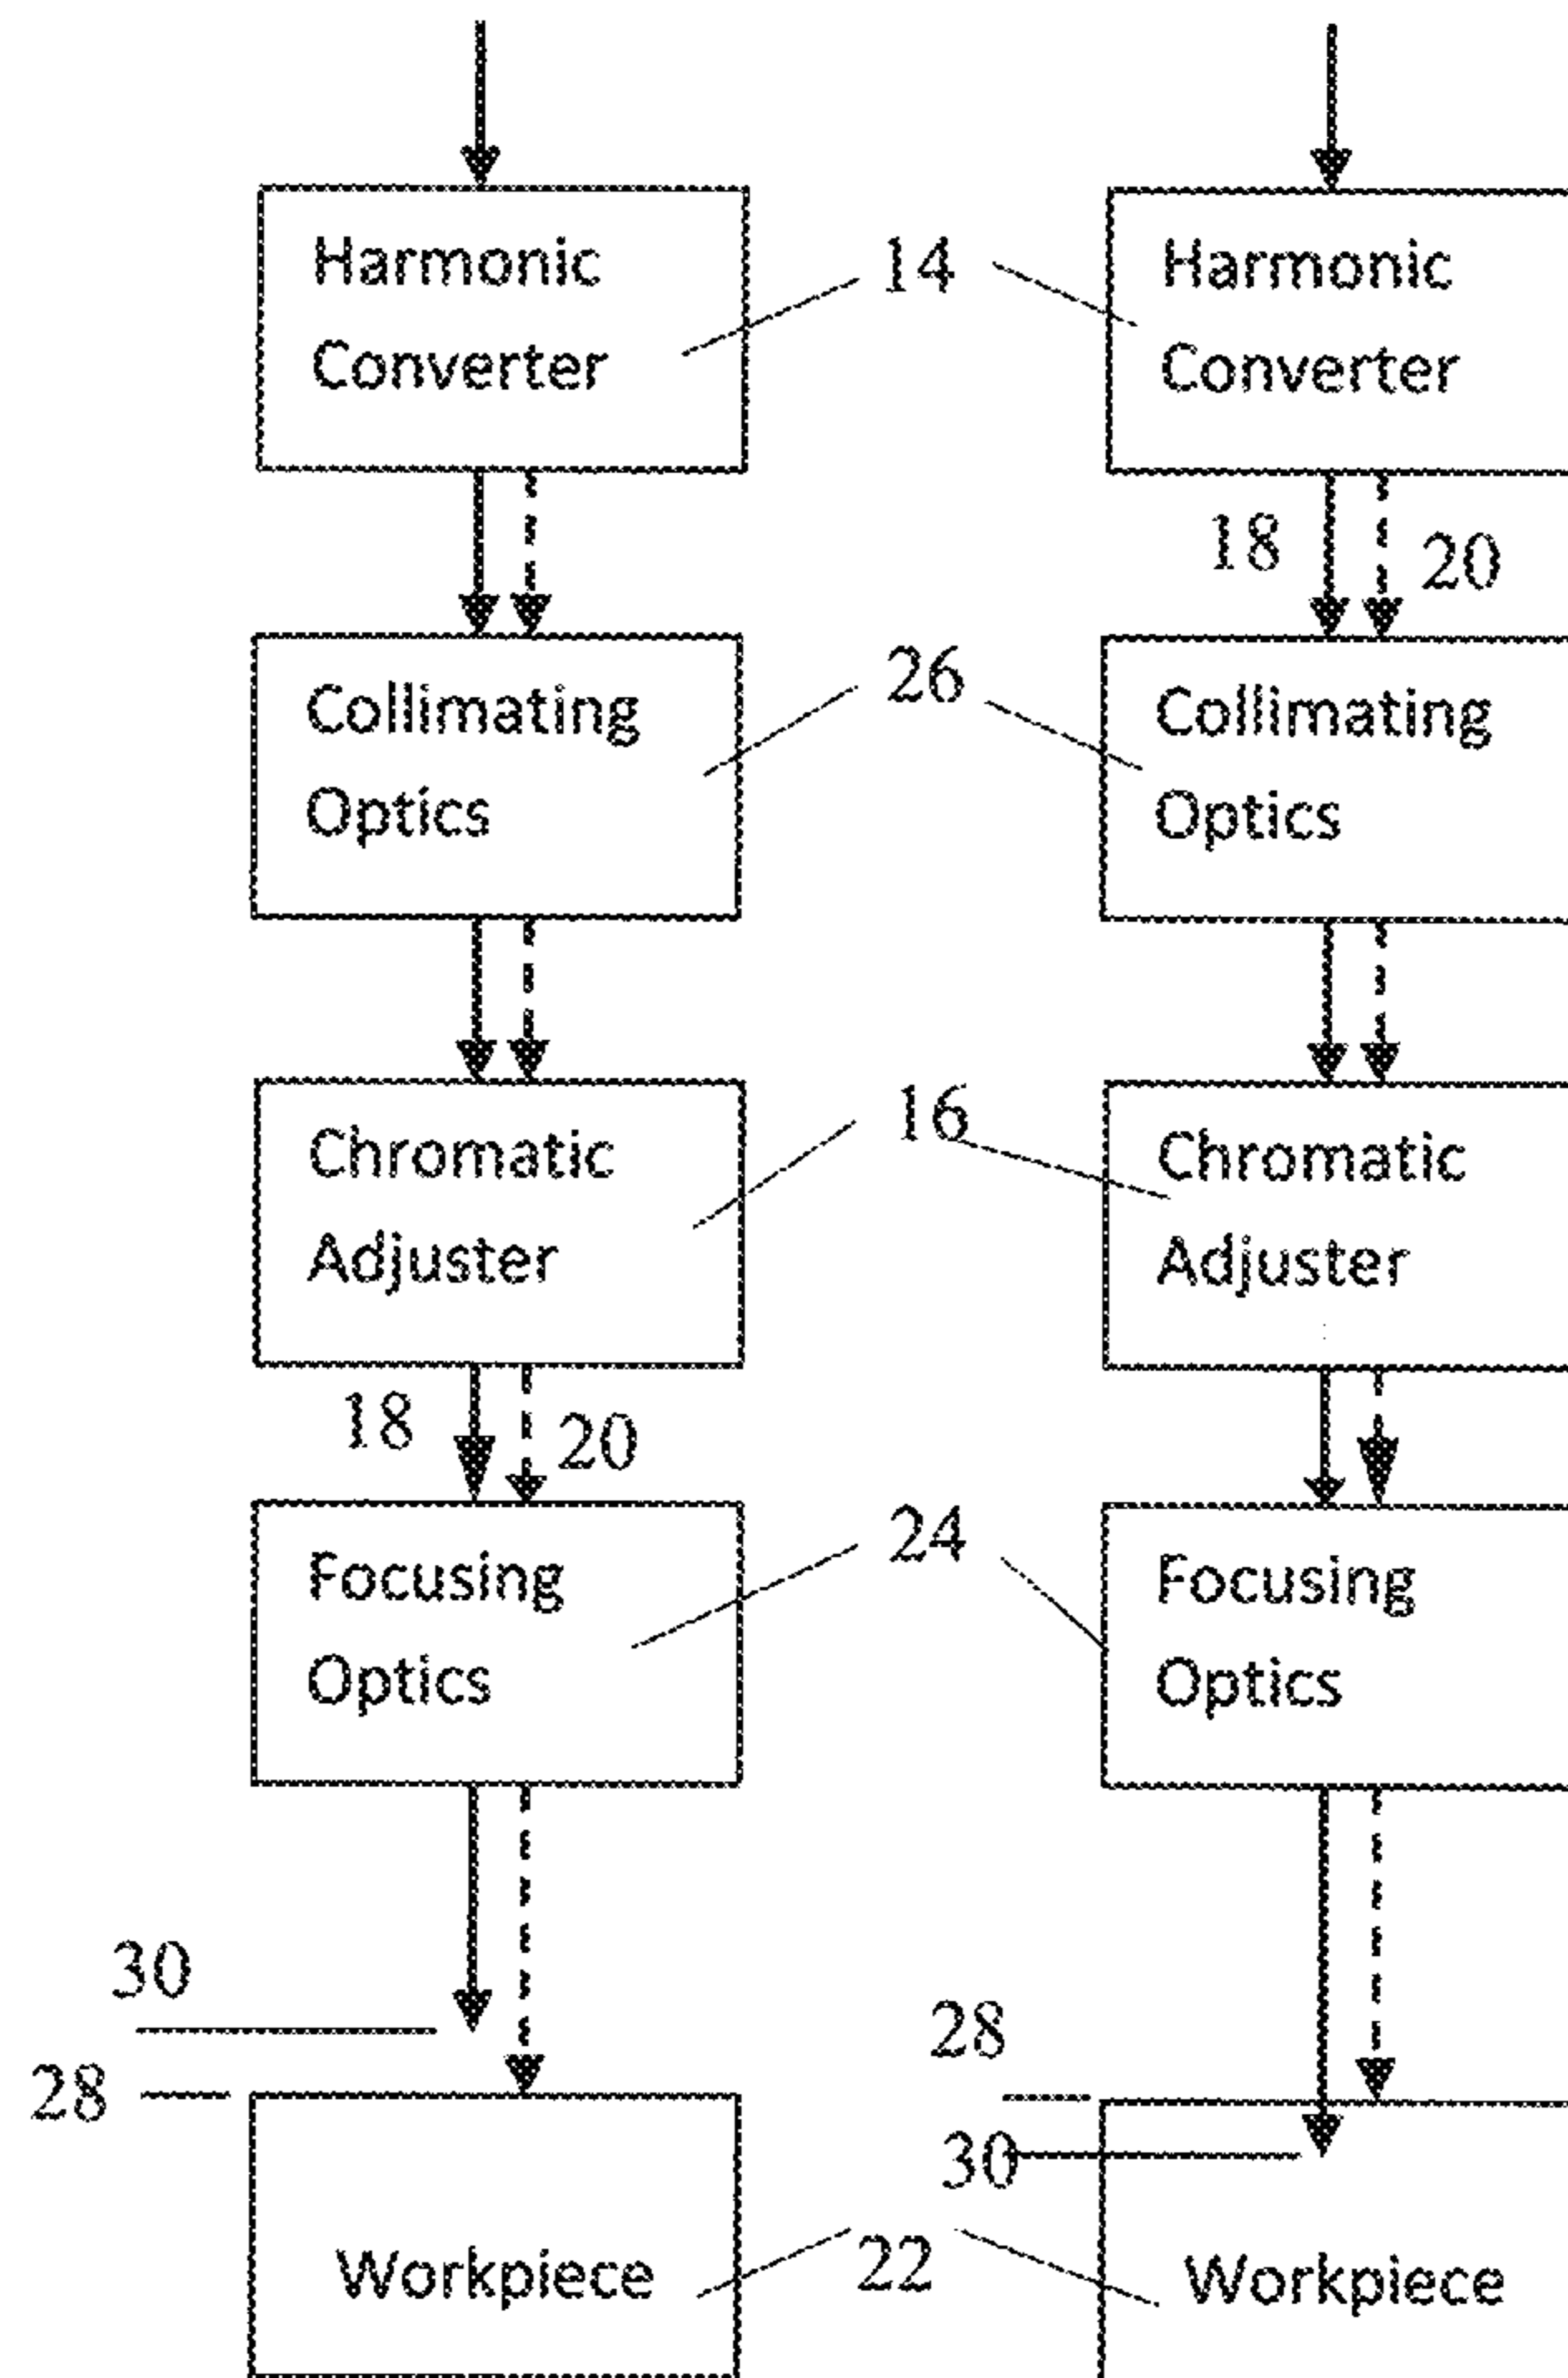 Harmonic
Converter
14
Harmonic
Converter
18
20
Collimating
Optics
26
Collimating
Optics
Chromatic
Adjuster
16
Chromatic
Adjuster
18
20
Focusing
Optics
24
Focusing
Optics
30
28
28
30
Workpiece
22
Workpiece